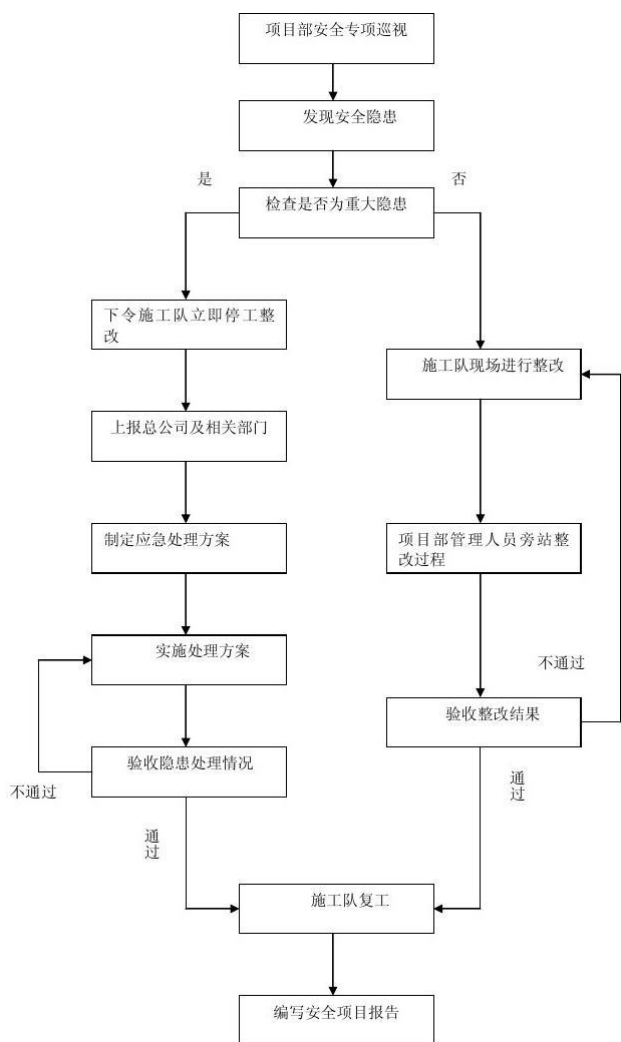 项目部安全专项巡视
发现安全隐患
是
否
检查是否为重大隐患
下令施工队立即停工整
改
施工队现场进行整改
上报总公司及相关部门
制定应急处理方案
项目部管理人员旁站整
改过程
实施处理方案
不通过
验收整改结果
验收隐患处理情况
不通过
通
过
通
过
施工队复工
编写安全项目报告